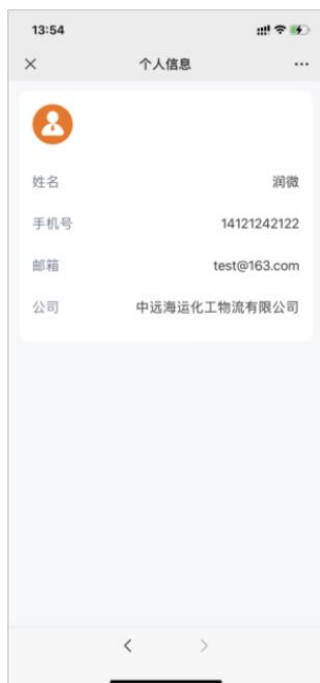 13:54
个人信息
姓名 润微
手机号 14121242122
邮箱 test@163.com
公司 中远海运化工物流有限公司